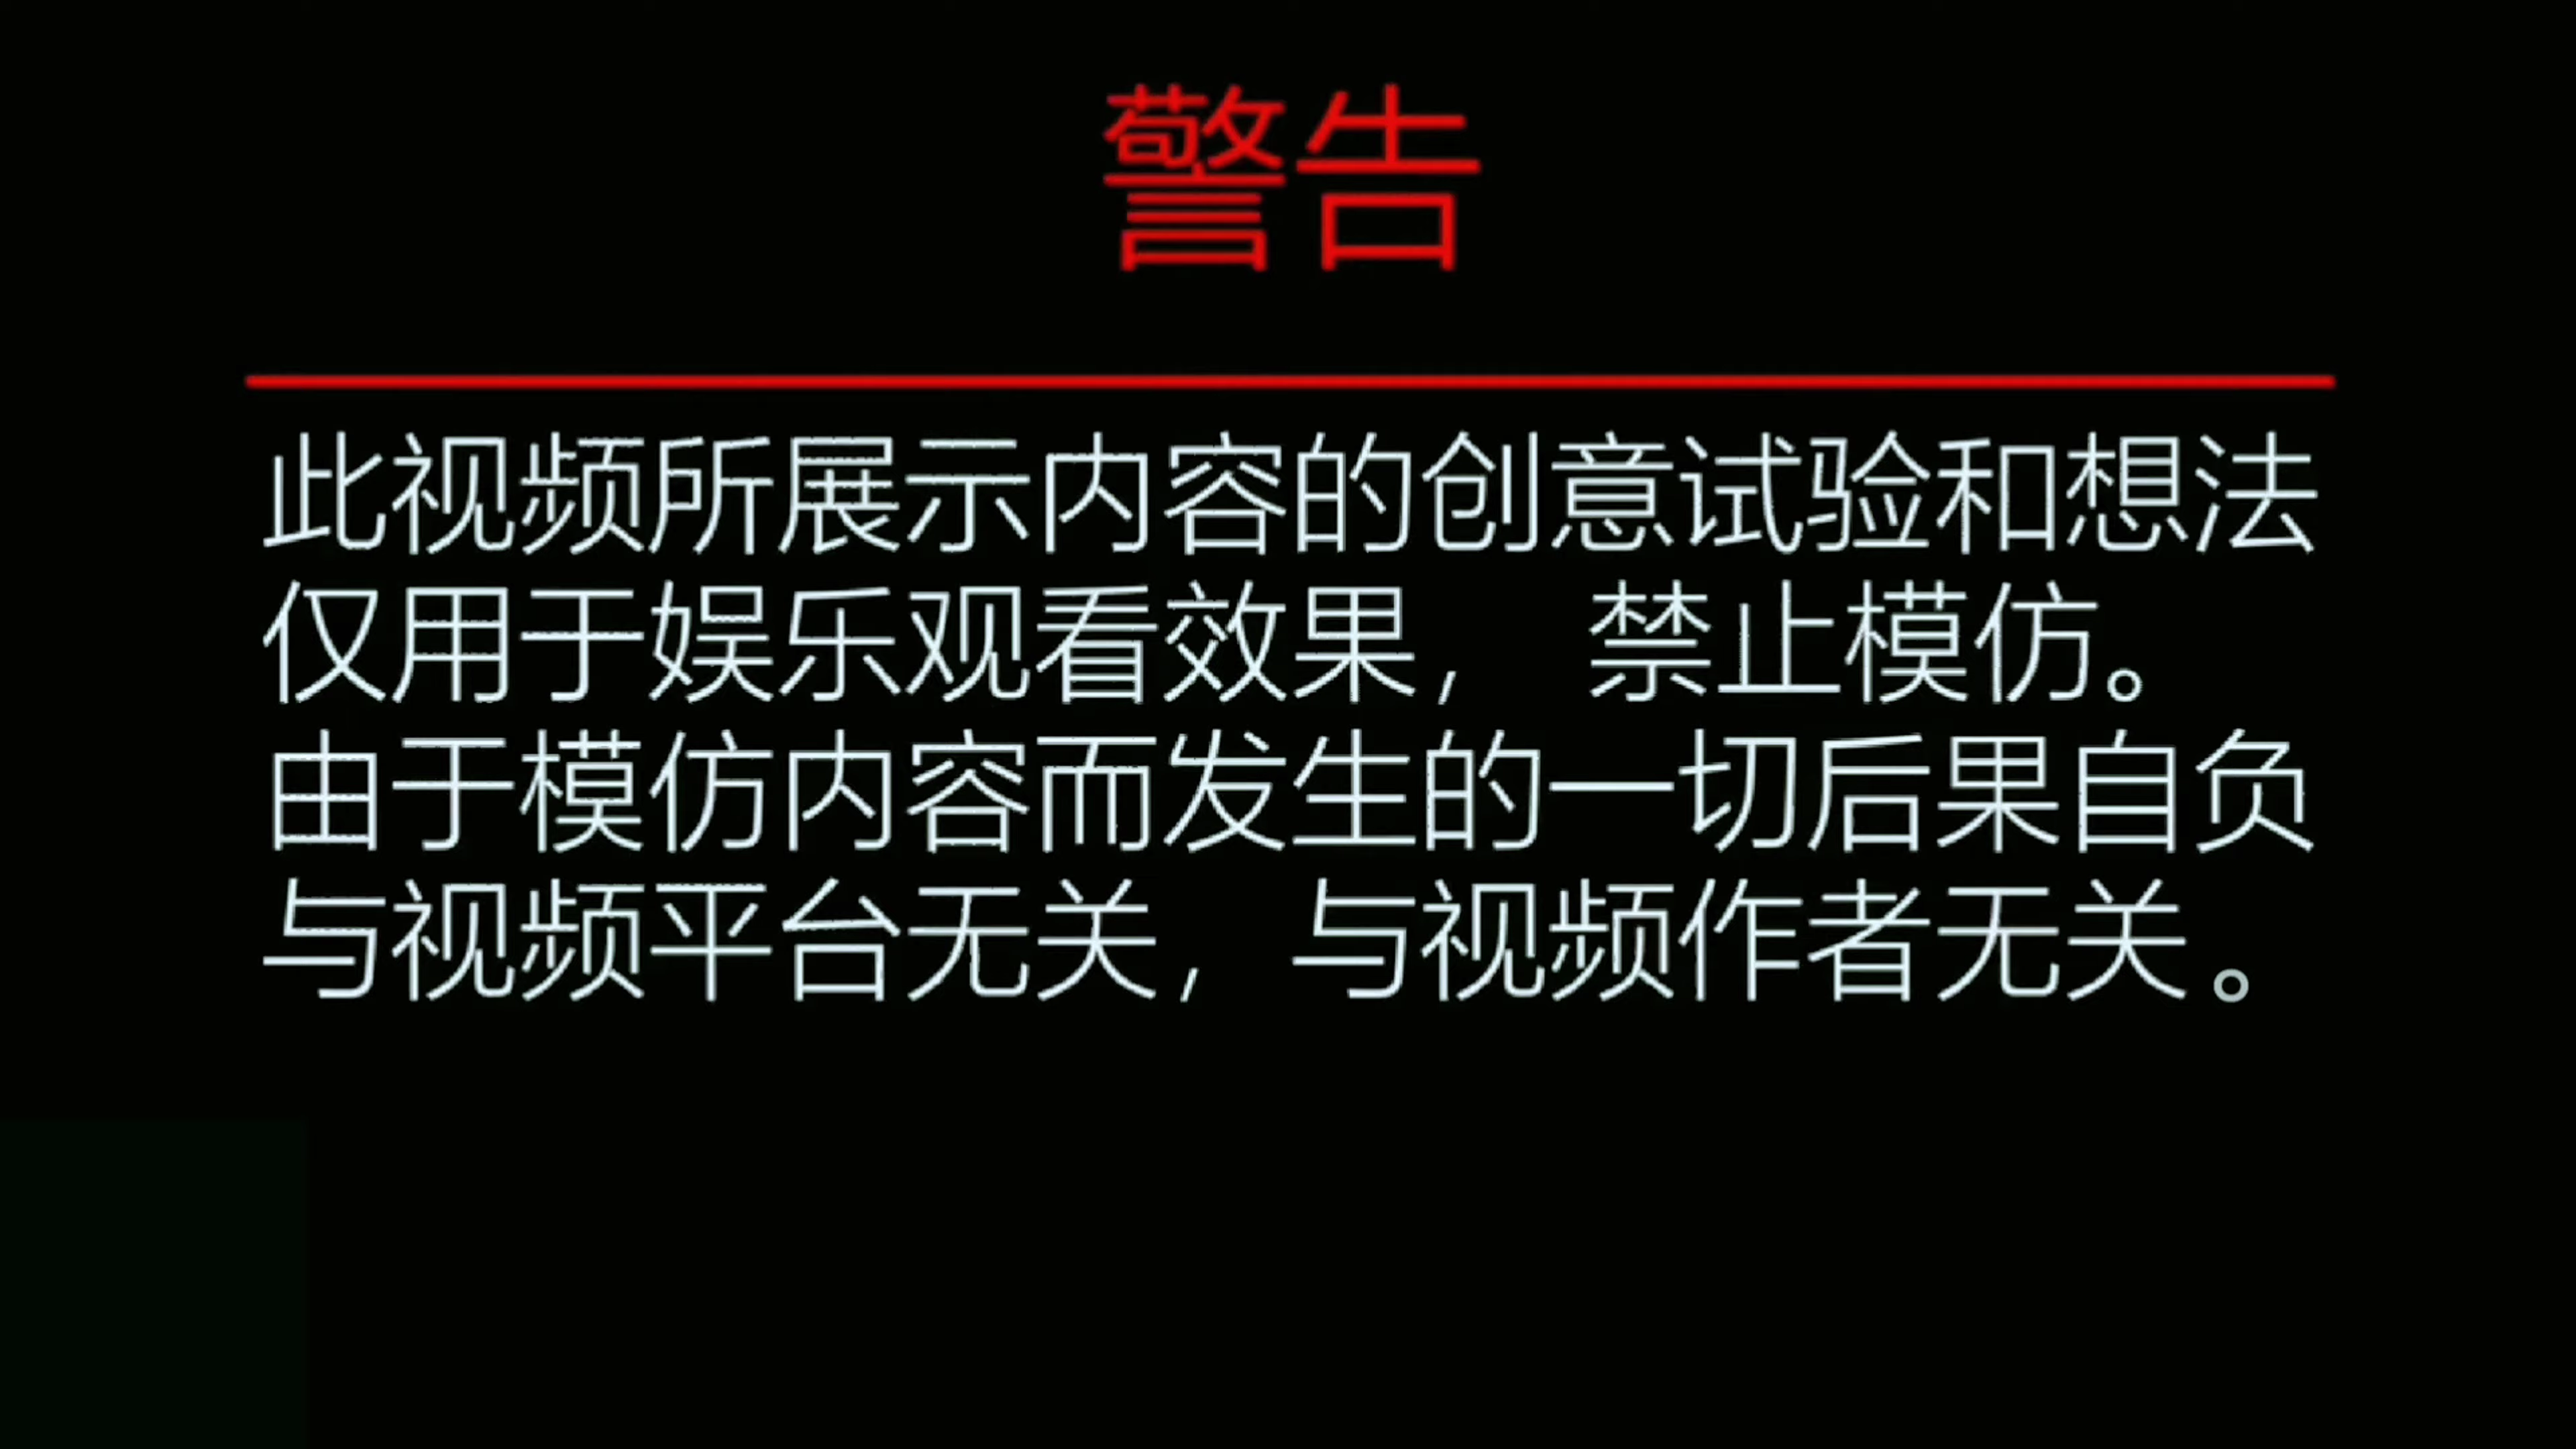 警告
此视频所展示内容的创意试验和想法
仅用于娱乐观看效果， 禁止模仿。
由于模仿内容而发生的一切后果自负
与视频平台无关，与视频作者无关。